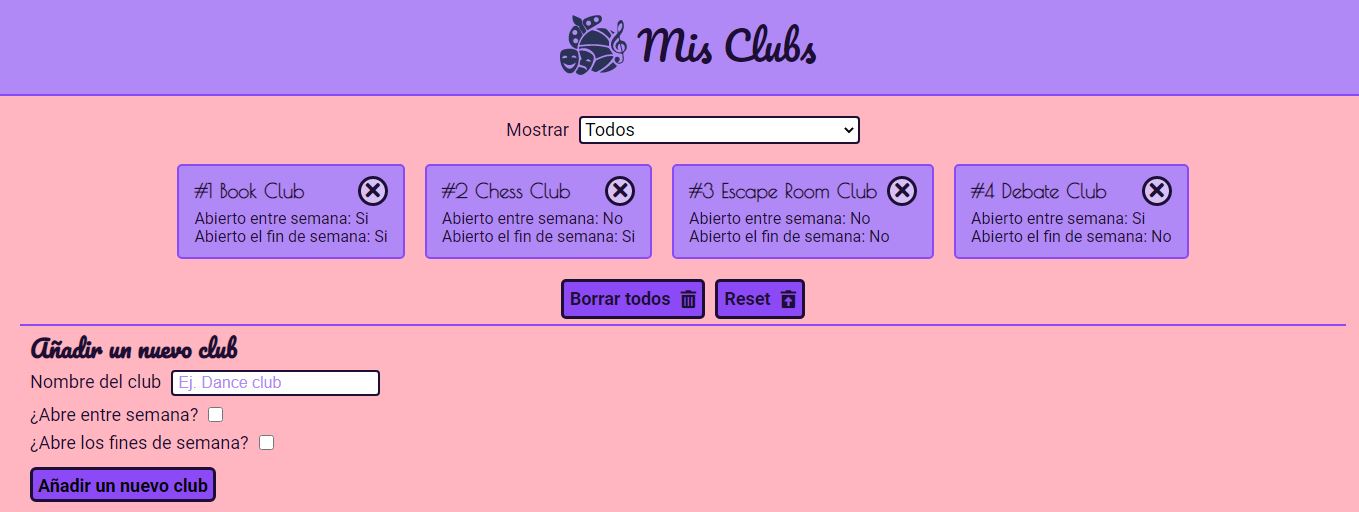 Mis Clubs
Mostrar Todos
#1 Book Club
Abierto entre semana: Si
Abierto el fin de semana: Si
#2 Chess Club
Abierto entre semana: No
Abierto el fin de semana: Si
#3 Escape Room Club
Abierto entre semana: No
Abierto el fin de semana: No
#4 Debate Club
Abierto entre semana: Si
Abierto el fin de semana: No
Borrar todos
Reset
Añadir un nuevo club
Nombre del club Ej. Dance club
¿Abre entre semana?
¿Abre los fines de semana?
Añadir un nuevo club